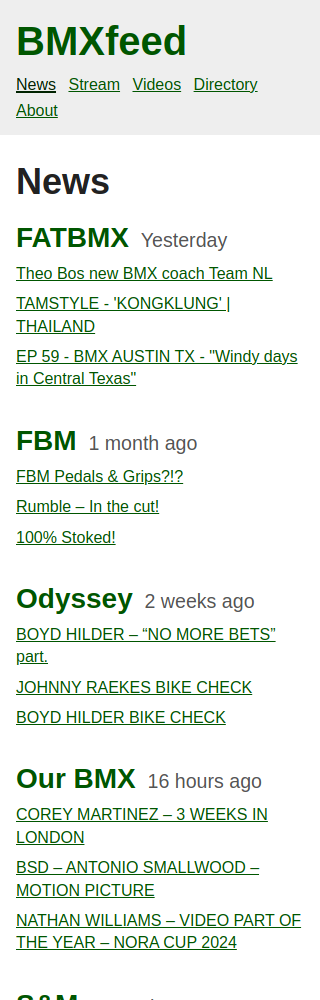 BMXfeed
News Stream Videos Directory
About
News
FATBMX Yesterday
Theo Bos new BMX coach Team NL
TAMSTYLE - 'KONGKLUNG' |
THAILAND
EP 59 - BMX AUSTIN TX - "Windy days
in Central Texas"
FBM 1 month ago
FBM Pedals & Grips?!?
Rumble – In the cut!
100% Stoked!
Odyssey 2 weeks ago
BOYD HILDER – “NO MORE BETS”
part.
JOHNNY RAEKES BIKE CHECK
BOYD HILDER BIKE CHECK
Our BMX 16 hours ago
COREY MARTINEZ – 3 WEEKS IN
LONDON
BSD – ANTONIO SMALLWOOD –
MOTION PICTURE
NATHAN WILLIAMS – VIDEO PART OF
THE YEAR – NORA CUP 2024